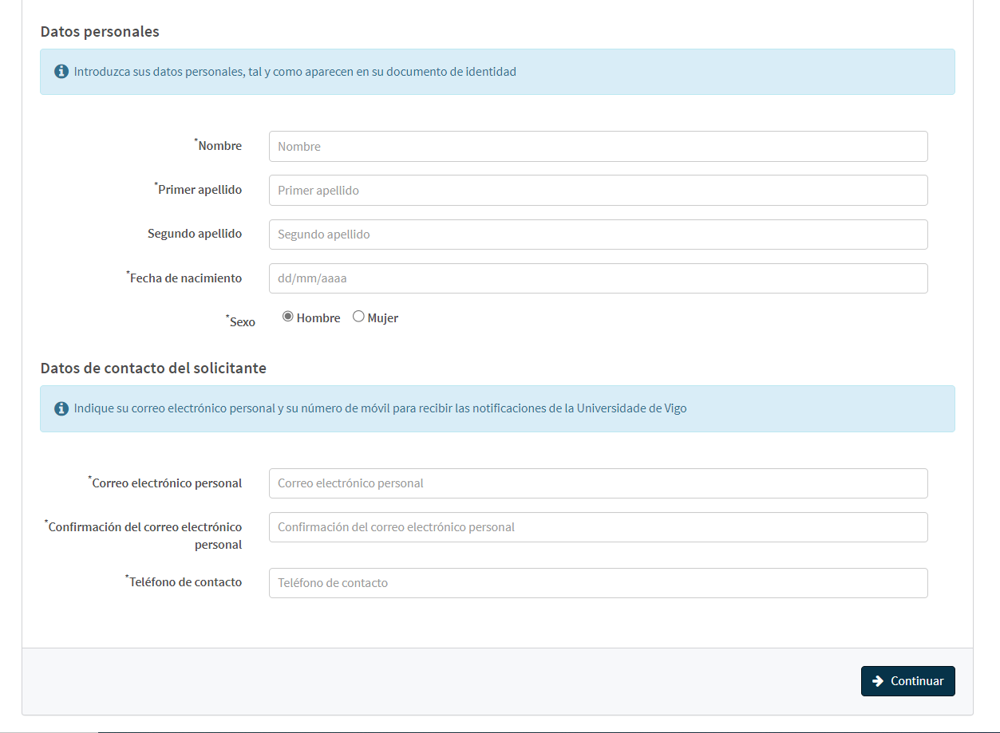 Datos personales
Introduzca sus datos personales, tal y como aparecen en su documento de identidad
*Nombre
Nombre
*Primer apellido
Primer apellido
Segundo apellido
Segundo apellido
*Fecha de nacimiento
dd/mm/aaaa
*Sexo
Hombre
Mujer
Datos de contacto del solicitante
Indique su correo electrónico personal y su número de móvil para recibir las notificaciones de la Universidade de Vigo
*Correo electrónico personal
Correo electrónico personal
*Confirmación del correo electrónico
personal
Confirmación del correo electrónico personal
*Teléfono de contacto
Teléfono de contacto
Continuar